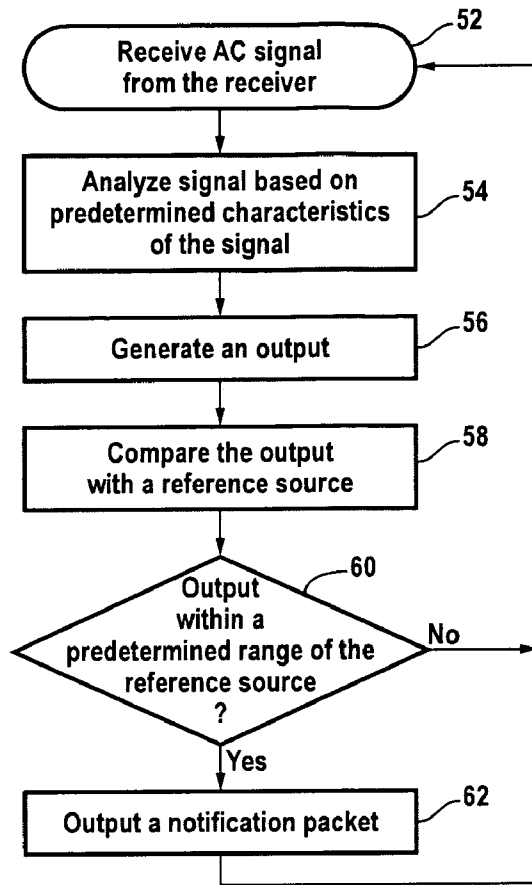 52
Receive AC signal
from the receiver
Analyze signal based on
predetermined characteristics
of the signal
54
Generate an output
56
Compare the output
with a reference source
58
60
Output
within a
predetermined range of the
reference source
?
No
Yes
Output a notification packet
62